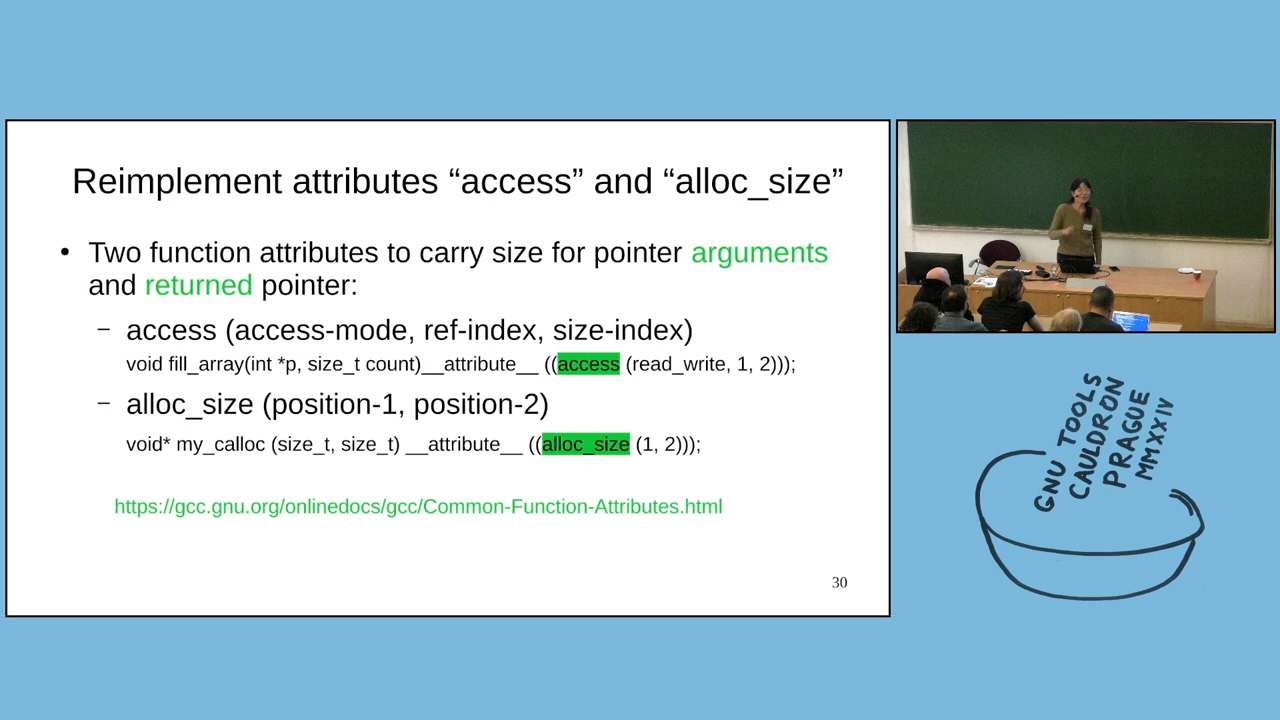 Reimplement attributes “access” and “alloc_size”
• Two function attributes to carry size for pointer arguments
and returned pointer:
– access (access-mode, ref-index, size-index)
void fill_array(int *p, size_t count)__attribute__ ((access (read_write, 1, 2)));
– alloc_size (position-1, position-2)
void* my_calloc (size_t, size_t) __attribute__ ((alloc_size (1, 2)));
https://gcc.gnu.org/onlinedocs/gcc/Common-Function-Attributes.html
30
GNU TOOLS
CAULDRON
PRAGUE
MMXXIV